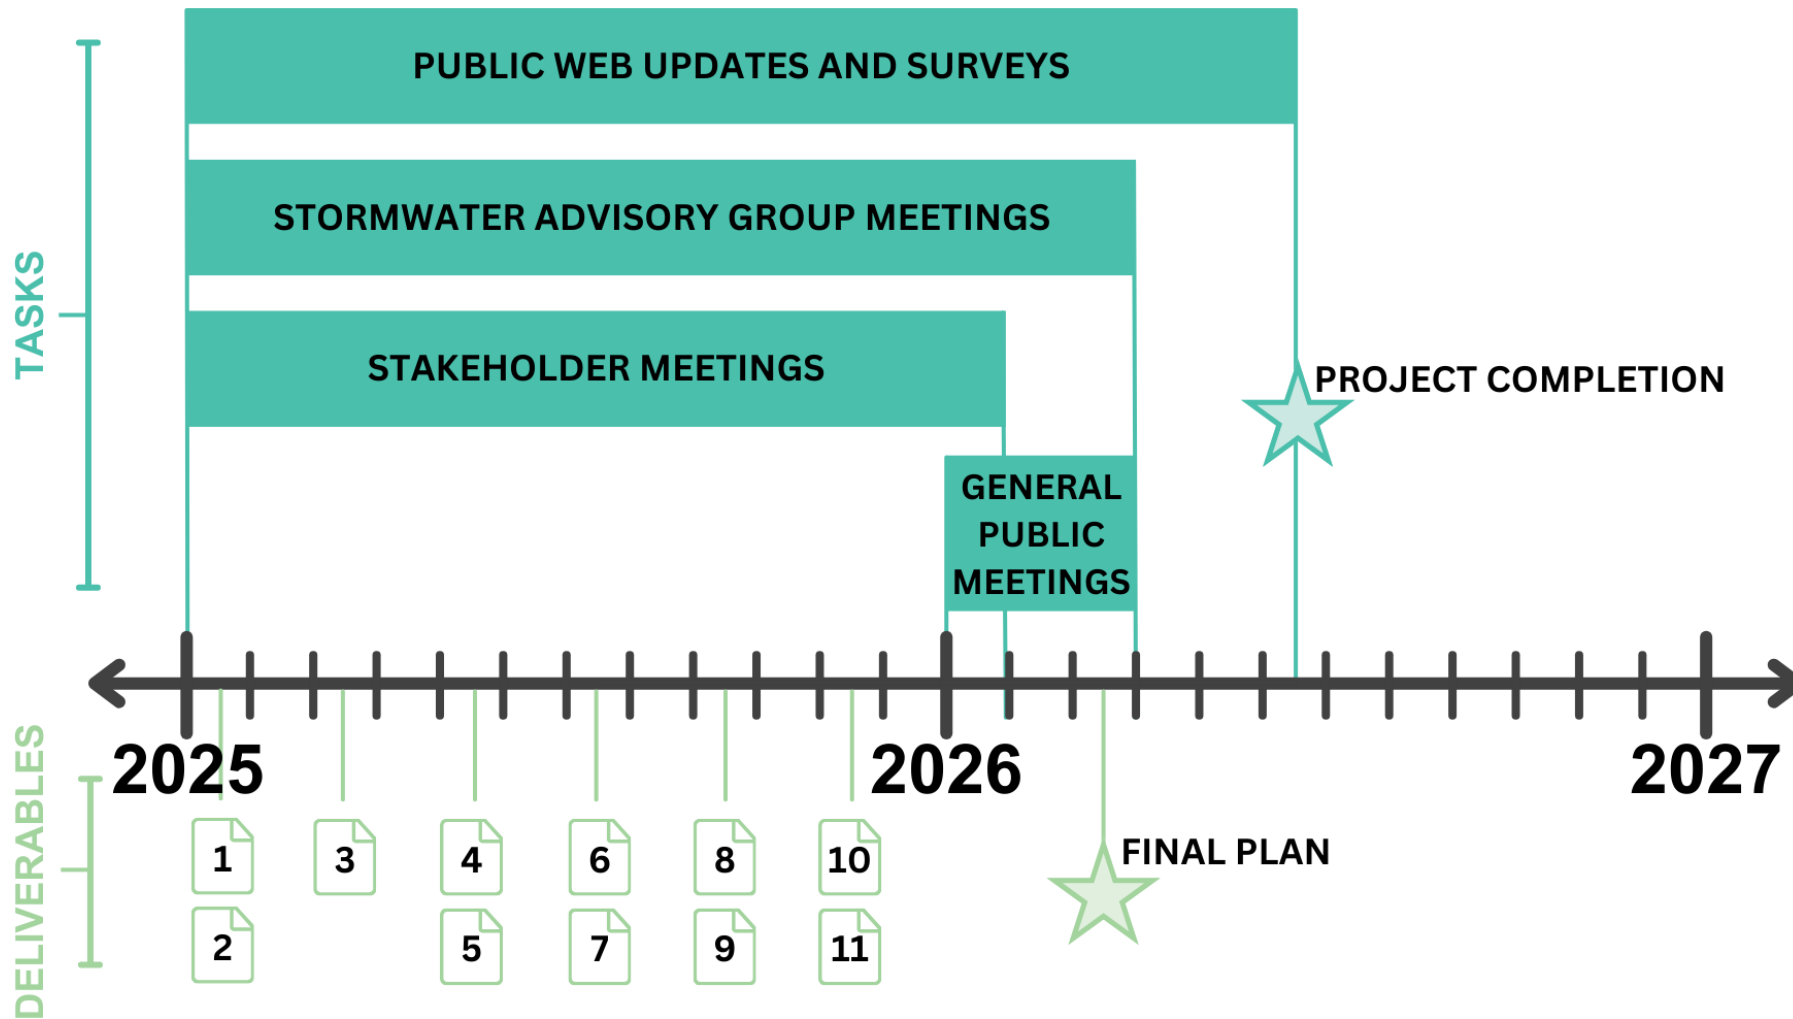 PUBLIC WEB UPDATES AND SURVEYS
STORMWATER ADVISORY GROUP MEETINGS
TASKS
STAKEHOLDER MEETINGS
PROJECT COMPLETION
GENERAL
PUBLIC
MEETINGS
2025
2026
2027
DELIVERABLES
1
3
4
6
8
10
FINAL PLAN
2
5
7
9
11